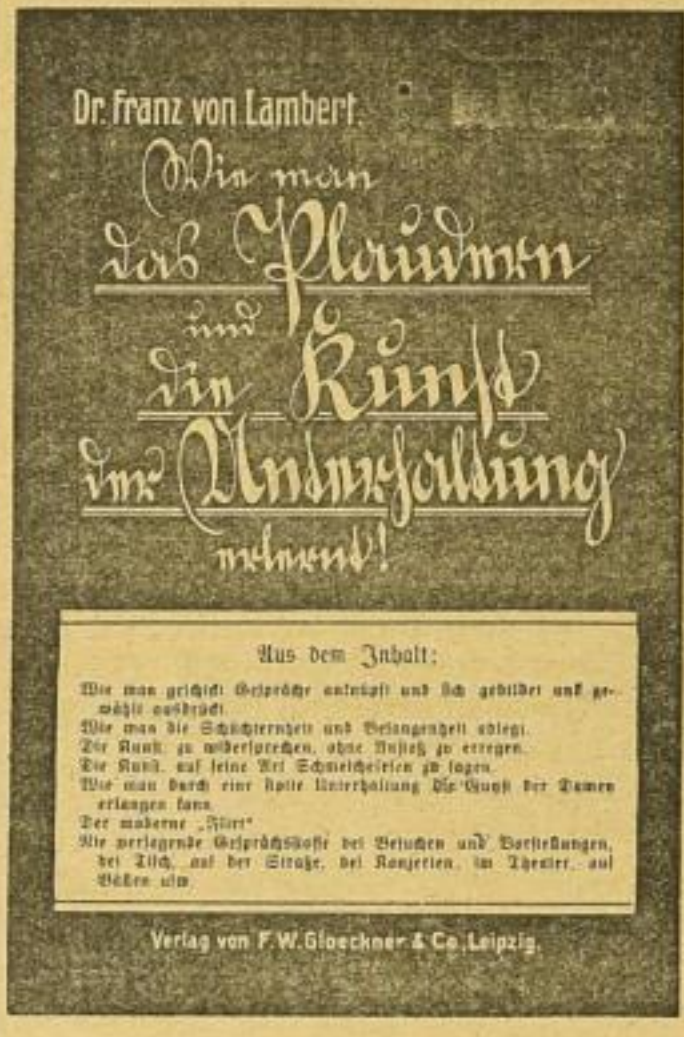 Dr. Franz von Lambert.
Wie man
das Plaudern
und
die Kunst
der Unterhaltung
erlernt!
Aus dem Inhalt:
Wie man geschickt Gespräche anknüpft und sich gebildet und ge-
wählt ausdrückt.
Wie man die Schüchternheit und Befangenheit ablegt.
Die Kunst, zu widersprechen, ohne Anstoß zu erregen.
Die Kunst, auf feine Art Schmeicheleien zu sagen.
Wie man durch eine flotte Unterhaltung die Gunst der Damen
erlangen kann.
Der moderne „Flirt“
Nie versagende Gesprächsstoffe bei Besuchen und Vorstellungen,
bei Tisch, auf der Straße, bei Konzerten, im Theater, auf
Bällen usw.
Verlag von F. W. Gloeckner & Co, Leipzig.